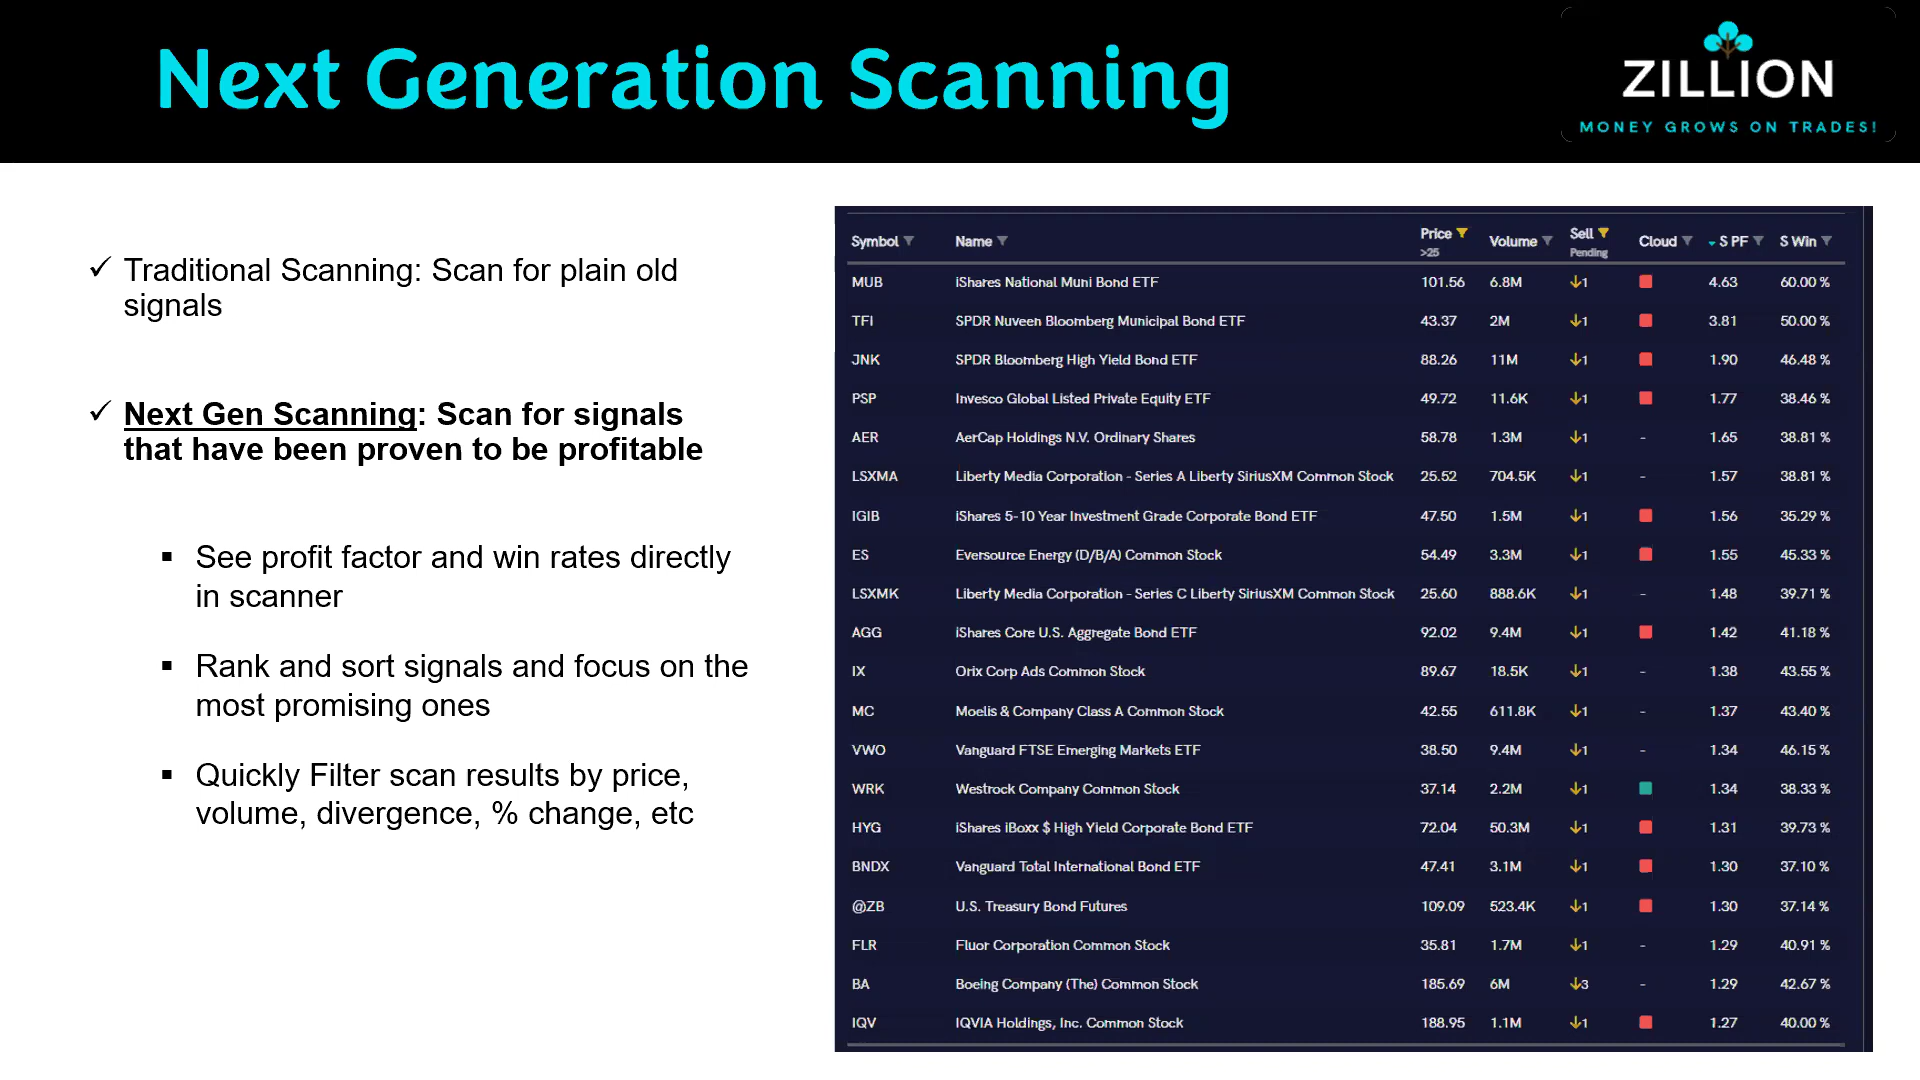 Next Generation Scanning
ZILLION
MONEY GROWS ON TRADES!
✓ Traditional Scanning: Scan for plain old
signals
✓ Next Gen Scanning: Scan for signals
that have been proven to be profitable
▪ See profit factor and win rates directly
in scanner
▪ Rank and sort signals and focus on the
most promising ones
▪ Quickly Filter scan results by price,
volume, divergence, % change, etc
Symbol Name Price >25 Volume Sell Pending Cloud S PF S Win
MUB iShares National Muni Bond ETF 101.56 6.8M ↓1 4.63 60.00 %
TFI SPDR Nuveen Bloomberg Municipal Bond ETF 43.37 2M ↓1 3.81 50.00 %
JNK SPDR Bloomberg High Yield Bond ETF 88.26 11M ↓1 1.90 46.48 %
PSP Invesco Global Listed Private Equity ETF 49.72 11.6K ↓1 1.77 38.46 %
AER AerCap Holdings N.V. Ordinary Shares 58.78 1.3M ↓1 - 1.65 38.81 %
LSXMA Liberty Media Corporation - Series A Liberty SiriusXM Common Stock 25.52 704.5K ↓1 - 1.57 38.81 %
IGIB iShares 5-10 Year Investment Grade Corporate Bond ETF 47.50 1.5M ↓1 1.56 35.29 %
ES Eversource Energy (D/B/A) Common Stock 54.49 3.3M ↓1 1.55 45.33 %
LSXMK Liberty Media Corporation - Series C Liberty SiriusXM Common Stock 25.60 888.6K ↓1 - 1.48 39.71 %
AGG iShares Core U.S. Aggregate Bond ETF 92.02 9.4M ↓1 1.42 41.18 %
IX Orix Corp Ads Common Stock 89.67 18.5K ↓1 - 1.38 43.55 %
MC Moelis & Company Class A Common Stock 42.55 611.8K ↓1 - 1.37 43.40 %
VWO Vanguard FTSE Emerging Markets ETF 38.50 9.4M ↓1 - 1.34 46.15 %
WRK Westrock Company Common Stock 37.14 2.2M ↓1 1.34 38.33 %
HYG iShares iBoxx $ High Yield Corporate Bond ETF 72.04 50.3M ↓1 1.31 39.73 %
BNDX Vanguard Total International Bond ETF 47.41 3.1M ↓1 1.30 37.10 %
@ZB U.S. Treasury Bond Futures 109.09 523.4K ↓1 1.30 37.14 %
FLR Fluor Corporation Common Stock 35.81 1.7M ↓1 - 1.29 40.91 %
BA Boeing Company (The) Common Stock 185.69 6M ↓3 - 1.29 42.67 %
IQV IQVIA Holdings, Inc. Common Stock 188.95 1.1M ↓1 1.27 40.00 %